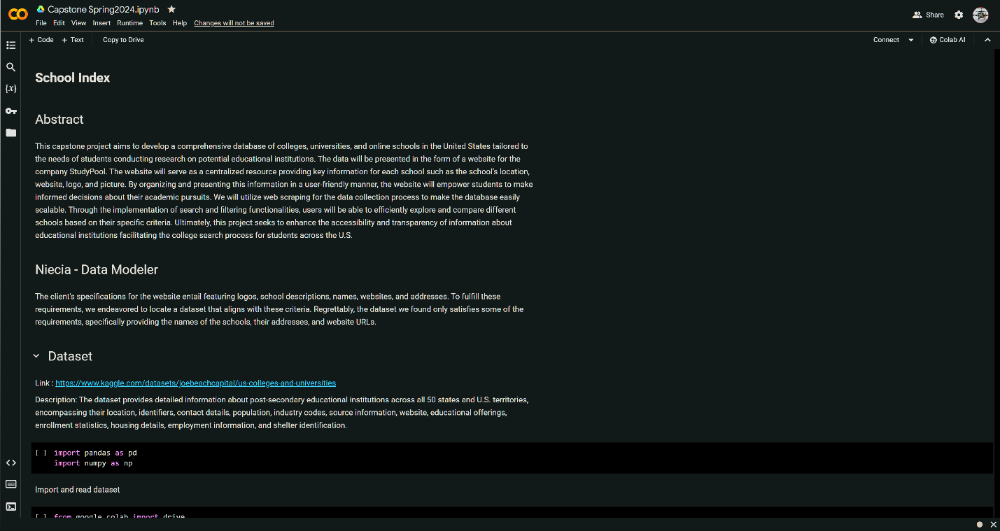 Capstone Spring2024.ipynb
File Edit View Insert Runtime Tools Help Changes will not be saved
Share
+ Code + Text Copy to Drive
Connect
Colab AI
{x}
School Index
Abstract
This capstone project aims to develop a comprehensive database of colleges, universities, and online schools in the United States tailored to
the needs of students conducting research on potential educational institutions. The data will be presented in the form of a website for the
company StudyPool. The website will serve as a centralized resource providing key information for each school such as the school's location,
website, logo, and picture. By organizing and presenting this information in a user-friendly manner, the website will empower students to make
informed decisions about their academic pursuits. We will utilize web scraping for the data collection process to make the database easily
scalable. Through the implementation of search and filtering functionalities, users will be able to efficiently explore and compare different
schools based on their specific criteria. Ultimately, this project seeks to enhance the accessibility and transparency of information about
educational institutions facilitating the college search process for students across the U.S.
Niecia - Data Modeler
The client's specifications for the website entail featuring logos, school descriptions, names, websites, and addresses. To fulfill these
requirements, we endeavored to locate a dataset that aligns with these criteria. Regrettably, the dataset we found only satisfies some of the
requirements, specifically providing the names of the schools, their addresses, and website URLs.
Dataset
Link : https://www.kaggle.com/datasets/joebeachcapital/us-colleges-and-universities
Description: The dataset provides detailed information about post-secondary educational institutions across all 50 states and U.S. territories,
encompassing their location, identifiers, contact details, population, industry codes, source information, website, educational offerings,
enrollment statistics, housing details, employment information, and shelter identification.
[ ] import pandas as pd
import numpy as np
Import and read dataset
[ ] from google.colab import drive